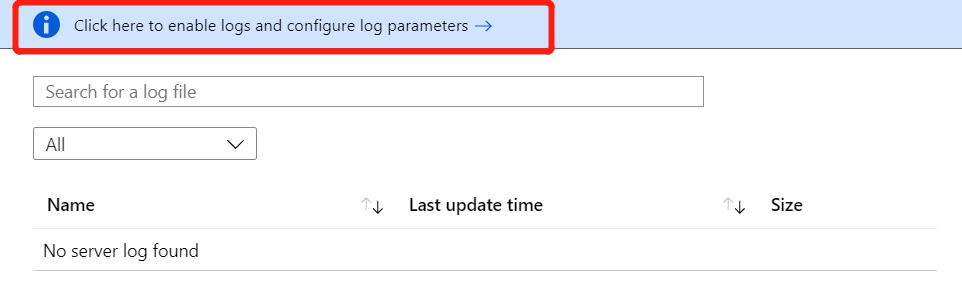 Click here to enable logs and configure log parameters →
Search for a log file
All
Name ↑↓ Last update time ↑↓ Size
No server log found